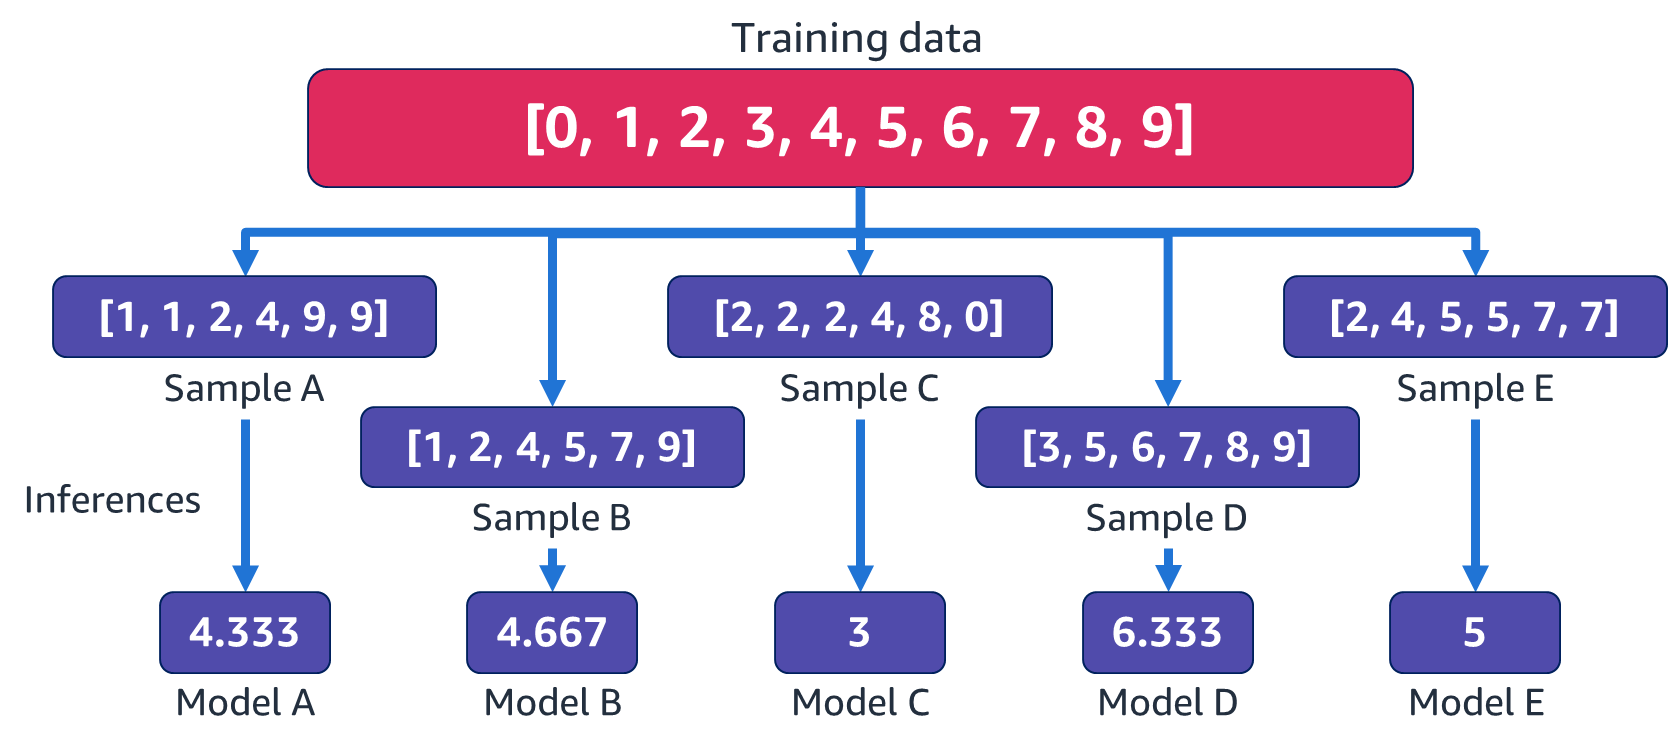 Training data
[0, 1, 2, 3, 4, 5, 6, 7, 8, 9]
[1, 1, 2, 4, 9, 9]
Sample A
[2, 2, 2, 4, 8, 0]
Sample C
[2, 4, 5, 5, 7, 7]
Sample E
[1, 2, 4, 5, 7, 9]
Sample B
[3, 5, 6, 7, 8, 9]
Sample D
Inferences
4.333
Model A
4.667
Model B
3
Model C
6.333
Model D
5
Model E